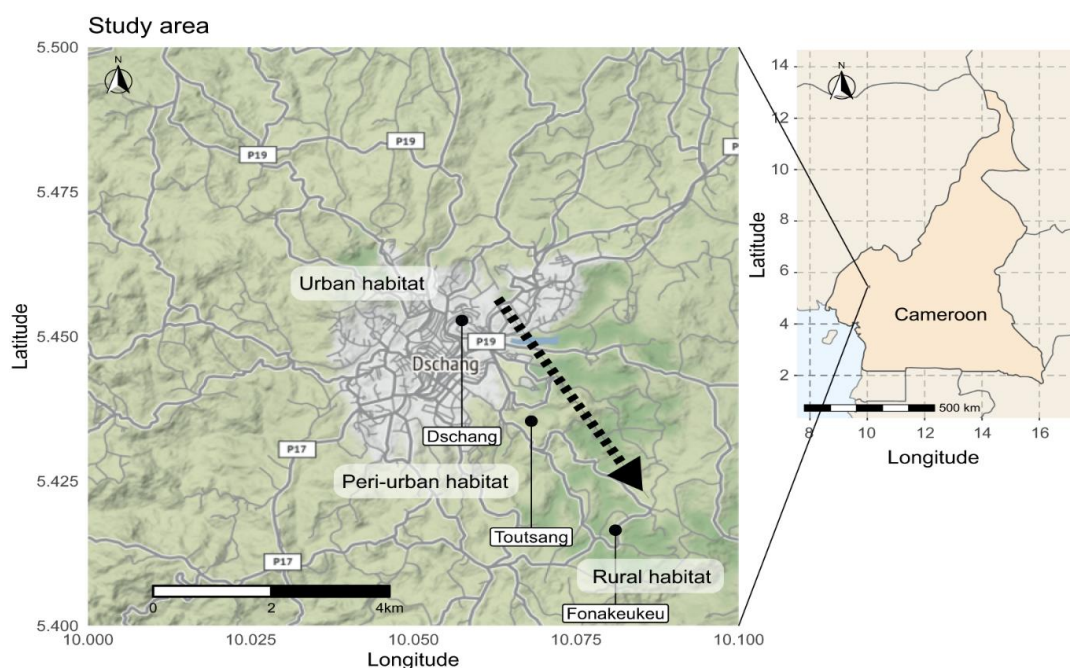 Study area
5.500
5.475
5.450
5.425
5.400
Latitude
10.000
10.025
10.050
10.075
10.100
Longitude
N
P19
P19
P19
P19
P17
P17
Urban habitat
Dschang
Dschang
Peri-urban habitat
Toutsang
Rural habitat
Fonakeukeu
0
2
4km
N
14
12
10
8
6
4
2
Latitude
Cameroon
500 km
8
10
12
14
16
Longitude